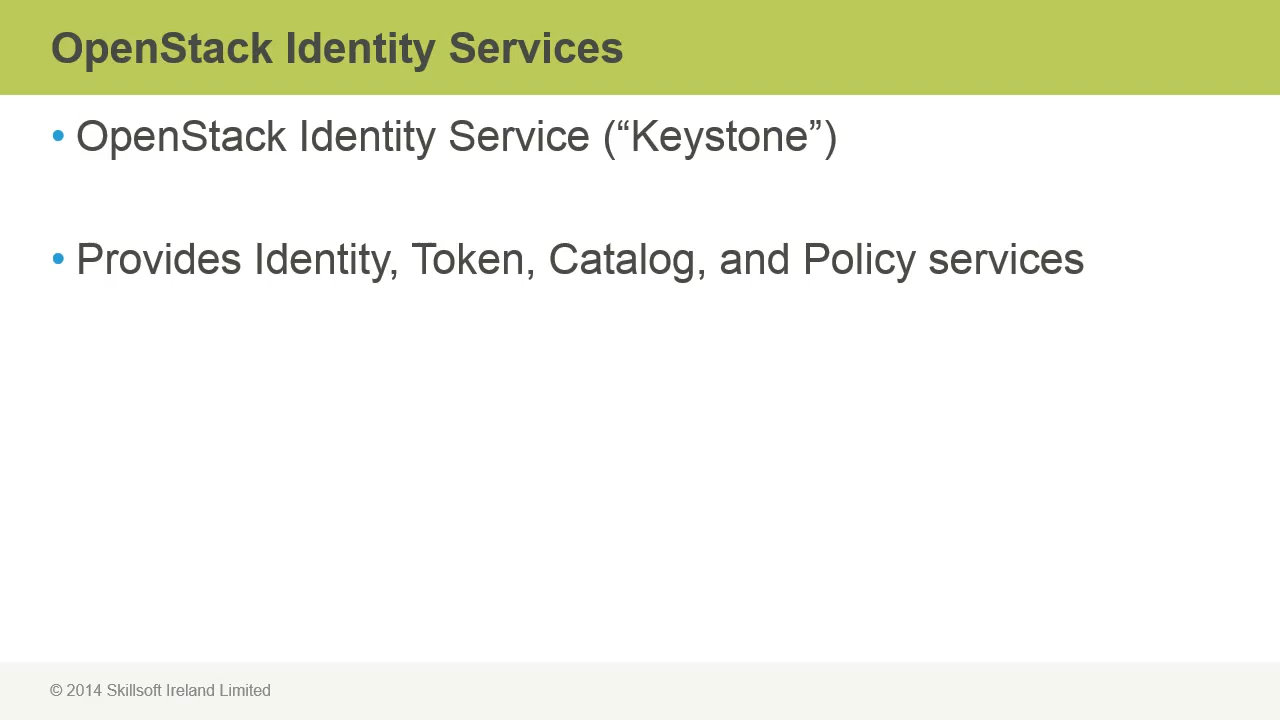 OpenStack Identity Services
• OpenStack Identity Service (“Keystone”)
• Provides Identity, Token, Catalog, and Policy services
© 2014 Skillsoft Ireland Limited